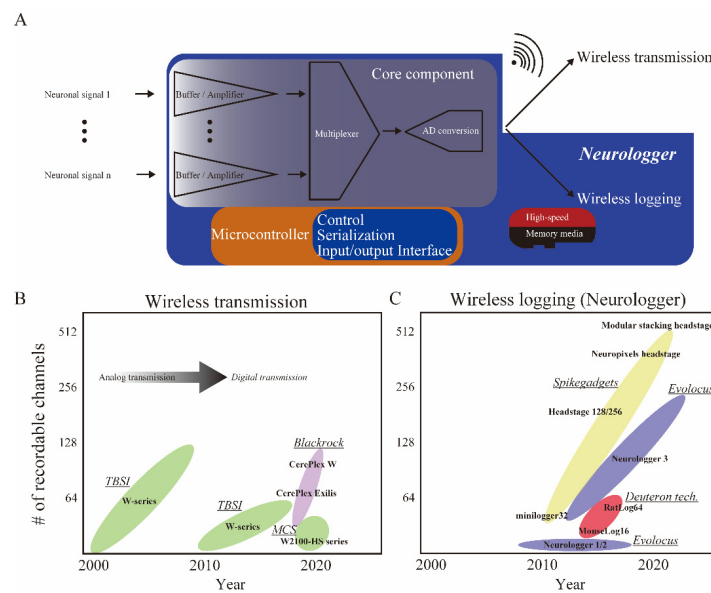 A
Core component
Wireless transmission
Neuronal signal 1
Buffer / Amplifier
Multiplexer
AD conversion
Neurologger
Neuronal signal n
Buffer / Amplifier
Wireless logging
Microcontroller
Control
Serialization
Input/output Interface
High-speed
Memory media
B
Wireless transmission
# of recordable channels
512
256
128
64
Analog transmission
Digital transmission
TBSI
W-series
TBSI
W-series
Blackrock
CerePlex W
CerePlex Exilis
MCS
W2100-HS series
2000
2010
2020
Year
C
Wireless logging (Neurologger)
512
256
128
64
Modular stacking headstage
Neuropixels headstage
Spikegadgets
Evolocus
Headstage 128/256
Neurologger 3
Deuteron tech.
RatLog64
minilogger32
MouseLog16
Neurologger 1/2
Evolocus
2000
2010
2020
Year